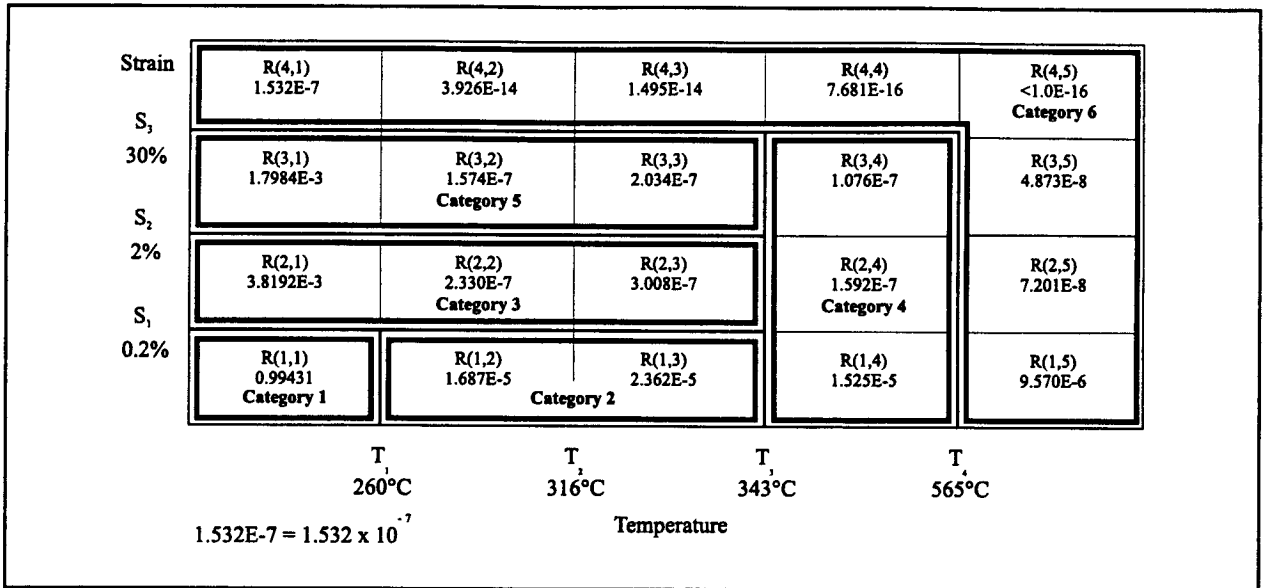 Strain
R(4,1) R(4,2) R(4,3) R(4,4) R(4,5)
1.532E-7 3.926E-14 1.495E-14 7.681E-16 <1.0E-16
Category 6
S₃
30%
R(3,1) R(3,2) R(3,3) R(3,4) R(3,5)
1.7984E-3 1.574E-7 2.034E-7 1.076E-7 4.873E-8
Category 5
S₂
2%
R(2,1) R(2,2) R(2,3) R(2,4) R(2,5)
3.8192E-3 2.330E-7 3.008E-7 1.592E-7 7.201E-8
Category 3 Category 4
S₁
0.2%
R(1,1) R(1,2) R(1,3) R(1,4) R(1,5)
0.99431 1.687E-5 2.362E-5 1.525E-5 9.570E-6
Category 1 Category 2
T₁ T₂ T₃ T₄
260°C 316°C 343°C 565°C
Temperature
1.532E-7 = 1.532 x 10⁻⁷